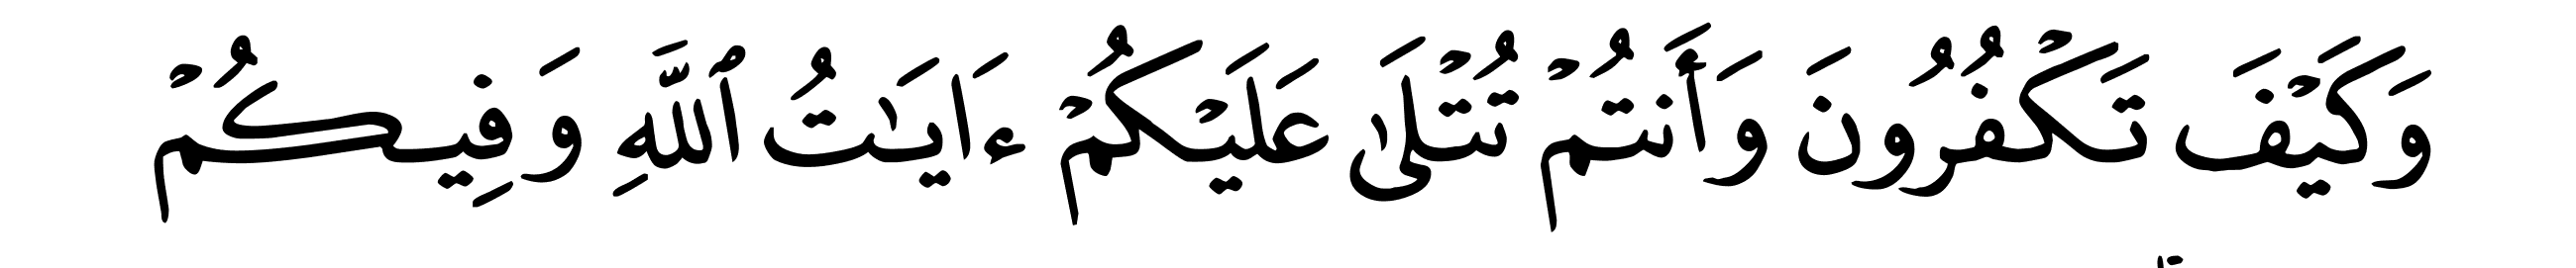 وَكَيْفَ تَكْفُرُونَ وَأَنتُمْ تُتْلَىٰ عَلَيْكُمْ ءَايَـٰتُ ٱللَّهِ وَفِيكُمْ